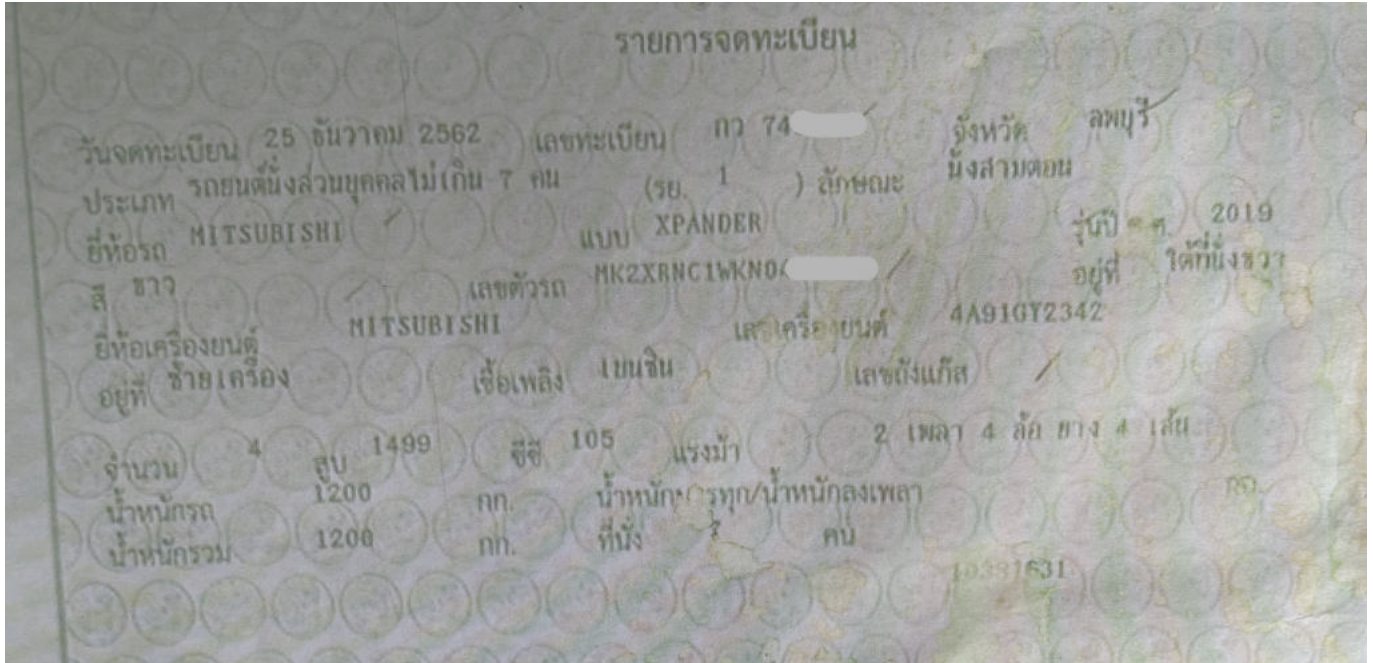 รายการจดทะเบียน
วันจดทะเบียน 25 ธันวาคม 2562 เลขทะเบียน กว 74 จังหวัด ลพบุรี
ประเภท รถยนต์นั่งส่วนบุคคลไม่เกิน 7 คน (รย. 1 ) ลักษณะ นั่งสามตอน
ยี่ห้อรถ MITSUBISHI แบบ XPANDER รุ่นปี ค.ศ. 2019
สี ขาว เลขตัวรถ MK2XRNC1WKN0 อยู่ที่ ใต้ที่นั่งขวา
ยี่ห้อเครื่องยนต์ MITSUBISHI เลขเครื่องยนต์ 4A91GY2342
อยู่ที่ ซ้ายเครื่อง เชื้อเพลิง เบนซิน เลขถังแก๊ส
จำนวน 4 สูบ 1499 ซีซี 105 แรงม้า 2 เพลา 4 ล้อ ยาง 4 เส้น
น้ำหนักรถ 1200 กก. น้ำหนักบรรทุก/น้ำหนักลงเพลา กก.
น้ำหนักรวม 1200 กก. ที่นั่ง คน